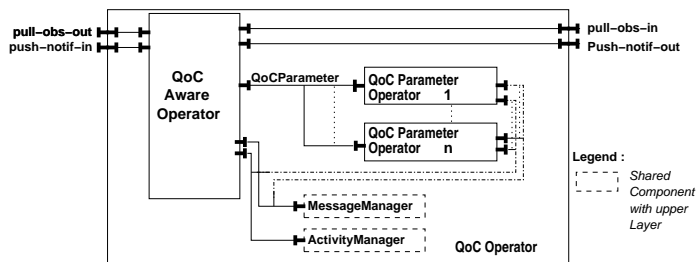 pull-obs-out
push-notif-in
QoC
Aware
Operator
QoCParameter
QoC Parameter
Operator 1
QoC Parameter
Operator n
MessageManager
ActivityManager
QoC Operator
pull-obs-in
Push-notif-out
Legend :
Shared
Component
with upper
Layer